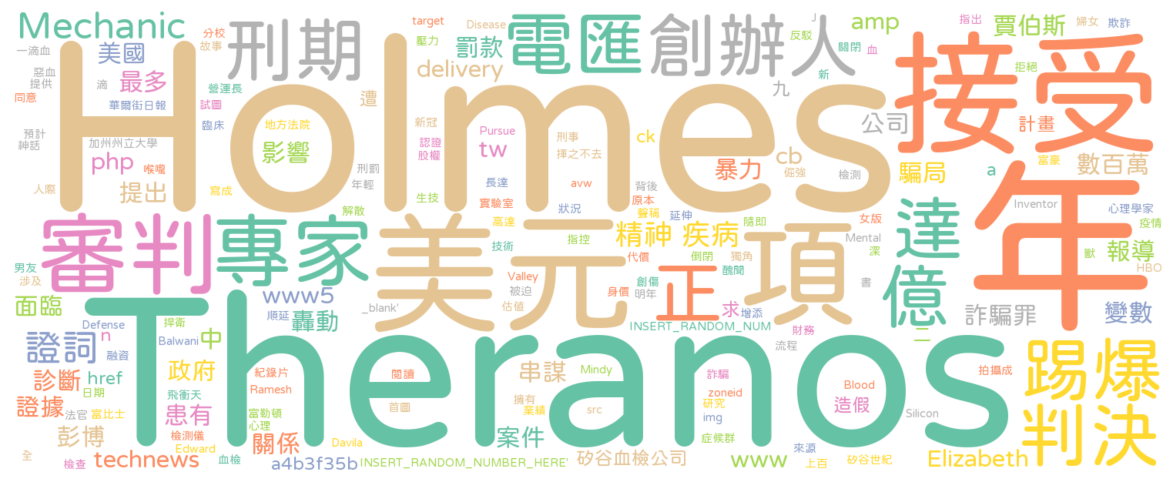 Mechanic
分校
故事
target
Disease
壓力
罰款
電匯
創辦人
J
反駁
amp
關閉
血
指出
賈伯斯
婦女
欺詐
一滴血
美國
刑期
delivery
新
拒絕
接受
惡血
提供
滴
最多
營運長
同意
華爾街日報
試圖
遭
九
公司
計畫
預計
神話
臨床
地方法院
新冠
認證
股權
Pursue
刑事
揮之不去
ck
cb
倔強
檢測
騙局
富豪
數百萬
加州州立大學
php
喉嚨
影響
tw
暴力
a
人瞭
提出
寫成
刑罰
年輕
生技
長達
實驗室
avw
背後
原本
Holmes
年
Inventor
心理學家
疫情
審判
專家
解散
美元
高達
技術
狀況
指控
聲稱
延伸
精神
疾病
隨即
代價
倒閉
獨角
項
Mental
女版
深
達
億
獸
報導
HBO
男友
涉及
www5
_blank'
順延
Valley
被迫
估值
正
身價
創傷
明年
醜聞
求
增添
書
面臨
轟動
INSERT_RANDOM_NUM
財務
流程
二
詐騙罪
變數
Defense
n
證詞
融資
捍衛
Balwani
中
Theranos
踢爆
診斷
href
日期
政府
紀錄片
Ramesh
閱讀
擁有
業績
串謀
Mindy
src
詐騙
zoneid
研究
img
Blood
造假
拍攝成
判決
證據
法官
富比士
飛衝天
患有
富勒頓
心理
首圖
Silicon
彭博
檢測儀
Edward
關係
Davila
案件
症候群
來源
全
檢查
technews
血檢
a4b3f35b
INSERT_RANDOM_NUMBER_HERE'
矽谷血檢公司
www
上百
矽谷世紀
Elizabeth